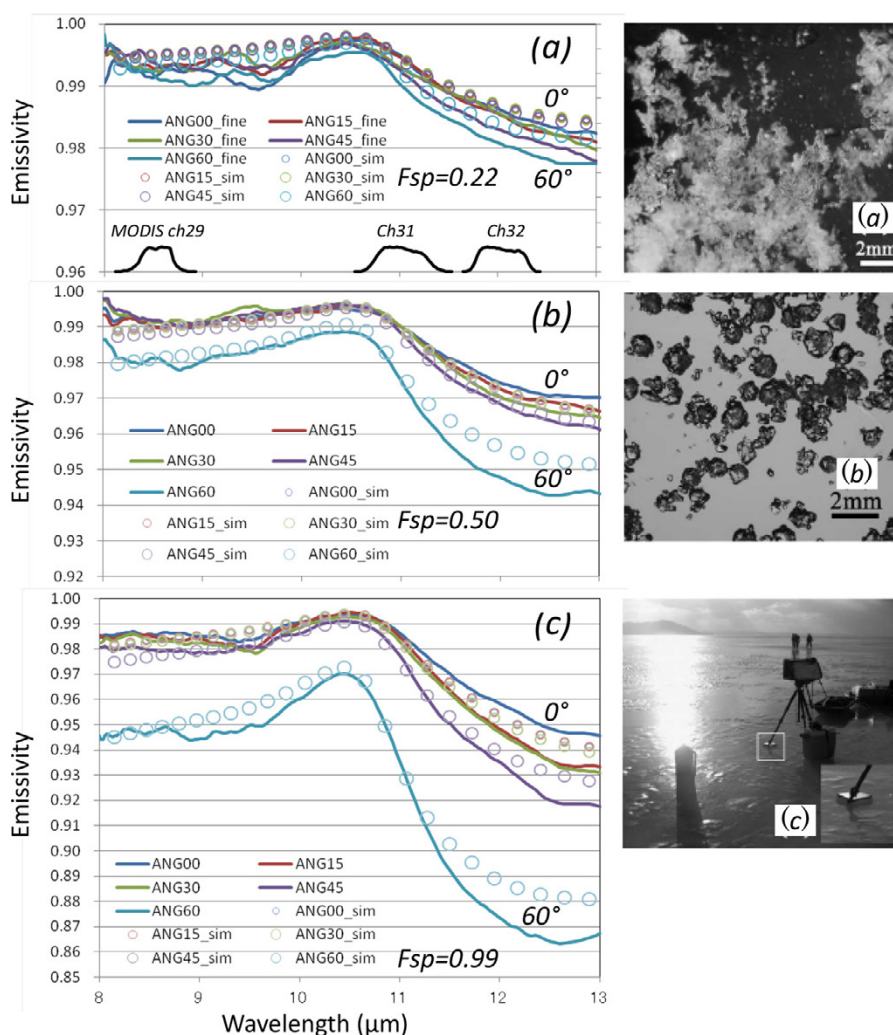 (a)
1.00
0.99
0.98
0.97
0.96
Emissivity
0°
60°
ANG00_fine ANG15_fine
ANG30_fine ANG45_fine
ANG60_fine ANG00_sim
ANG15_sim ANG30_sim
ANG45_sim ANG60_sim
Fsp=0.22
MODIS ch29 Ch31 Ch32
(a)
2mm
(b)
1.00
0.99
0.98
0.97
0.96
0.95
0.94
0.93
0.92
Emissivity
0°
60°
ANG00 ANG15
ANG30 ANG45
ANG60 ANG00_sim
ANG15_sim ANG30_sim
ANG45_sim ANG60_sim
Fsp=0.50
(b)
2mm
(c)
1.00
0.99
0.98
0.97
0.96
0.95
0.94
0.93
0.92
0.91
0.90
0.89
0.88
0.87
0.86
0.85
Emissivity
0°
60°
ANG00 ANG15
ANG30 ANG45
ANG60 ANG00_sim
ANG15_sim ANG30_sim
ANG45_sim ANG60_sim
Fsp=0.99
8 9 10 11 12 13
Wavelength (μm)
(c)